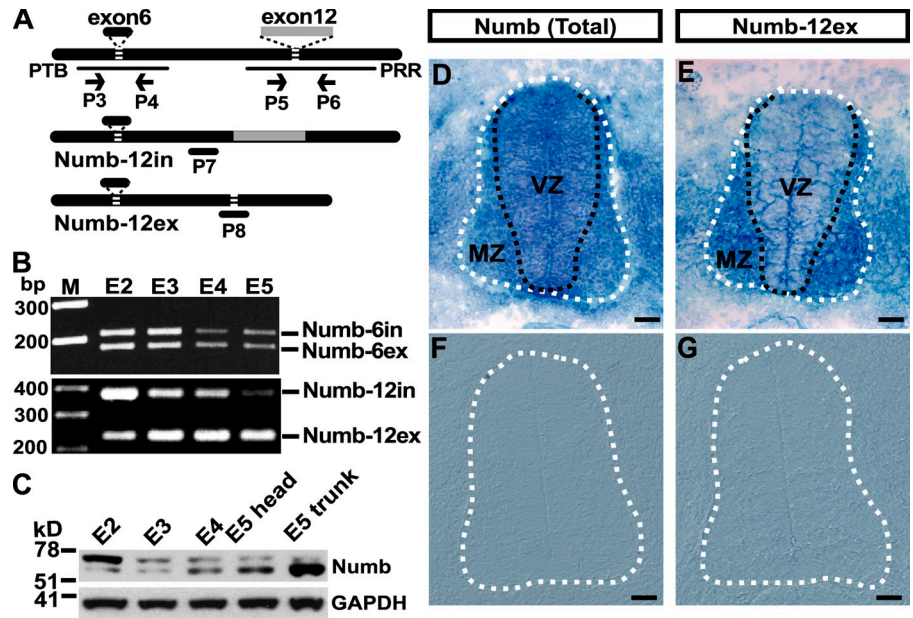 A
exon6
exon12
PTB
PRR
P3
P4
P5
P6
Numb-12in
P7
Numb-12ex
P8
B
bp
M
E2
E3
E4
E5
300
200
Numb-6in
Numb-6ex
400
300
200
Numb-12in
Numb-12ex
C
kD
E2
E3
E4
E5 head
E5 trunk
78
51
41
Numb
GAPDH
Numb (Total)
Numb-12ex
D
VZ
MZ
E
VZ
MZ
F
G